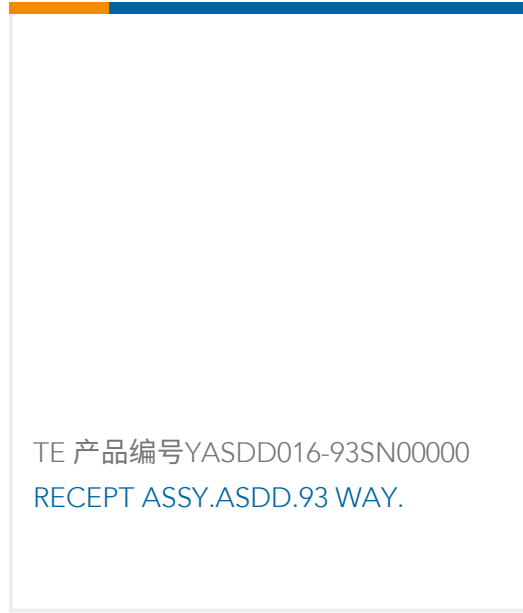 TE 产品编号YASDD016-93SN00000
RECEPT ASSY.ASDD.93 WAY.